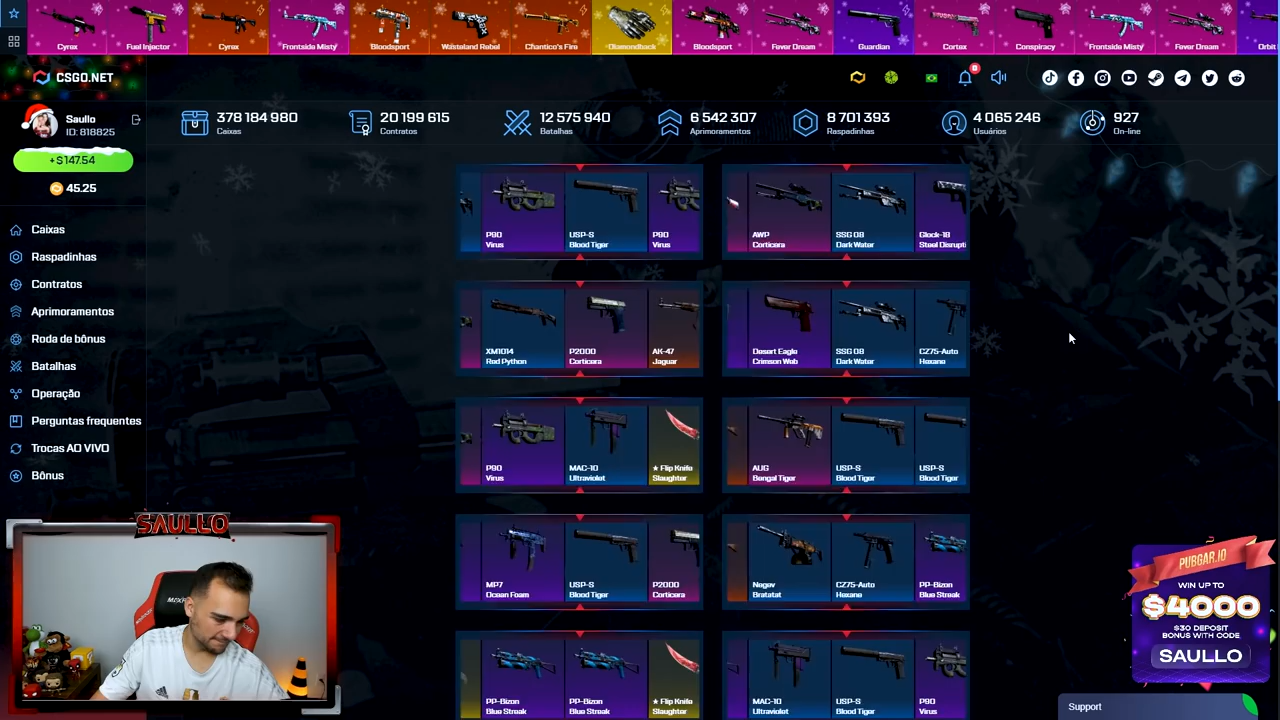 Cyrex
Fuel Injector
Cyrex
Frontside Misty
Bloodsport
Wasteland Rebel
Chantico's Fire
Diamondback
Bloodsport
Fever Dream
Guardian
Cortex
Conspiracy
Frontside Misty
Fever Dream
Orbit
CSGO.NET
Saullo
ID: 818825
+$147.54
45.25
378 184 980
Caixas
20 199 615
Contratos
12 575 940
Batalhas
6 542 307
Aprimoramentos
8 701 393
Raspadinhas
4 065 246
Usuários
927
On-line
Caixas
Raspadinhas
Contratos
Aprimoramentos
Roda de bônus
Batalhas
Operação
Perguntas frequentes
Trocas AO VIVO
Bônus
P90
Virus
USP-S
Blood Tiger
P90
Virus
AWP
Corticera
SSG 08
Dark Water
Glock-18
Steel Disrupti
XM1014
Red Python
P2000
Corticera
AK-47
Jaguar
Desert Eagle
Crimson Web
SSG 08
Dark Water
CZ75-Auto
Hexane
P90
Virus
MAC-10
Ultraviolet
★ Flip Knife
Slaughter
AUG
Bengal Tiger
USP-S
Blood Tiger
USP-S
Blood Tiger
MP7
Ocean Foam
USP-S
Blood Tiger
P2000
Corticera
Negev
Bratatat
CZ75-Auto
Hexane
PP-Bizon
Blue Streak
PP-Bizon
Blue Streak
PP-Bizon
Blue Streak
★ Flip Knife
Slaughter
MAC-10
Ultraviolet
USP-S
Blood Tiger
P90
Virus
SAULLO
PUBGAR.IO
WIN UP TO
$4000
$30 DEPOSIT
BONUS WITH CODE
SAULLO
Support